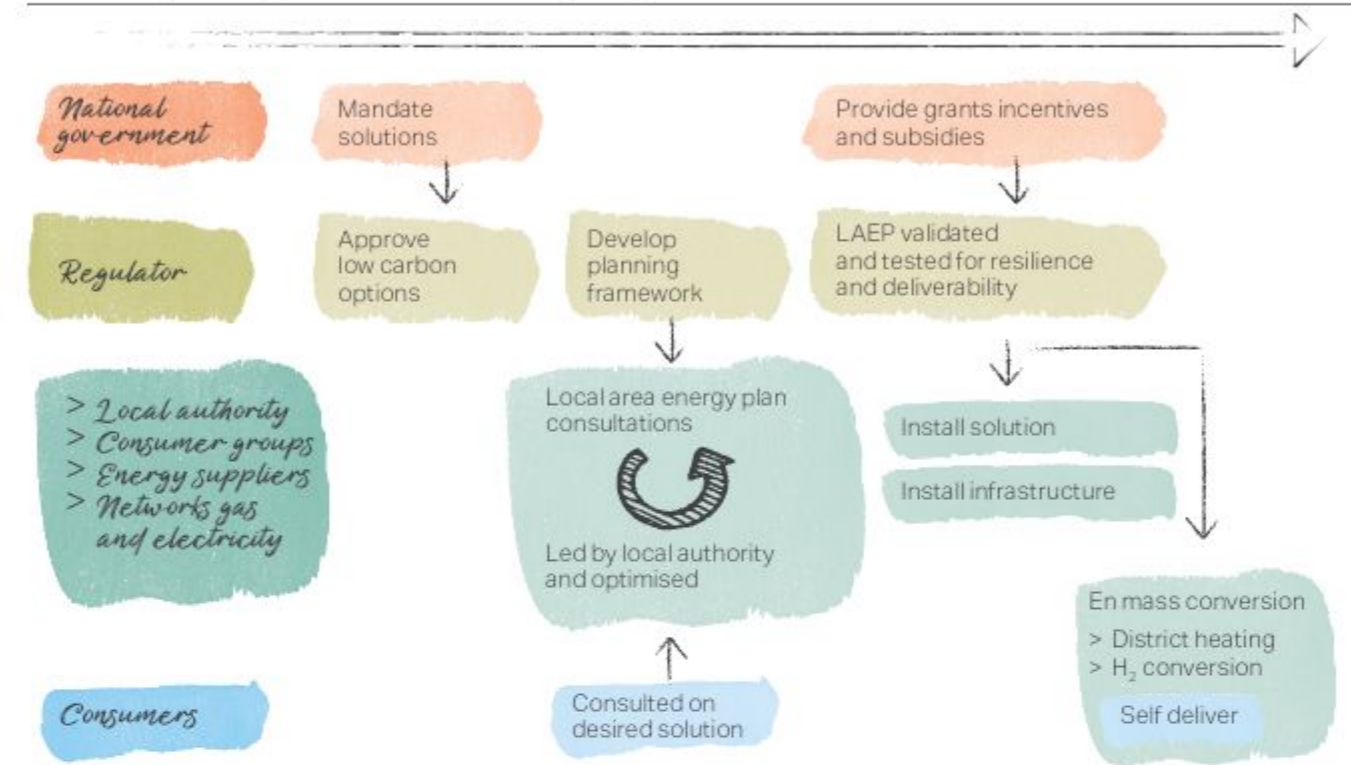 National
government
Mandate
solutions
Provide grants incentives
and subsidies
Regulator
Approve
low carbon
options
Develop
planning
framework
LAEP validated
and tested for resilience
and deliverability
> Local authority
> Consumer groups
> Energy suppliers
> Networks gas
and electricity
Local area energy plan
consultations
Led by local authority
and optimised
Install solution
Install infrastructure
En mass conversion
> District heating
> H₂ conversion
Self deliver
Consumers
Consulted on
desired solution